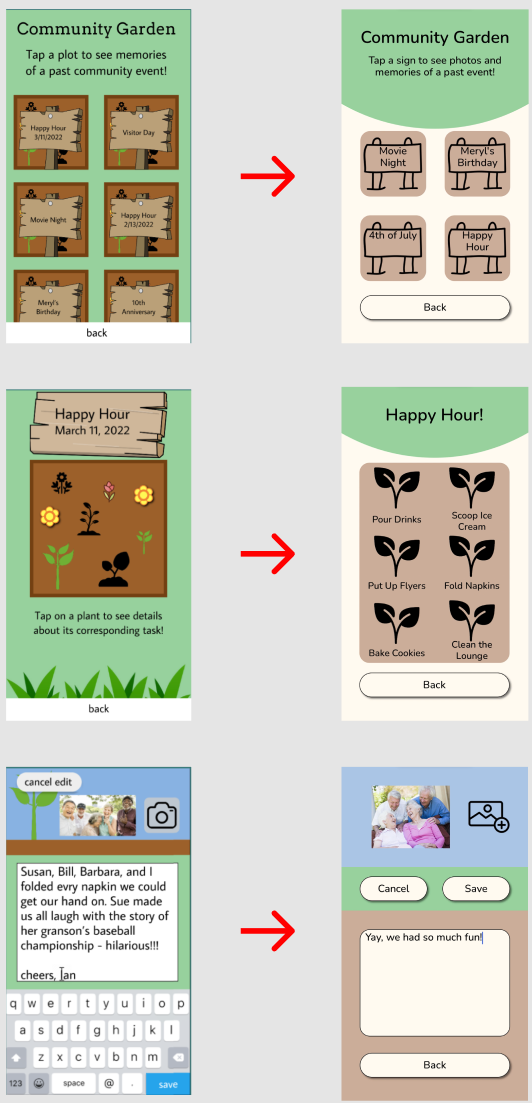 Community Garden
Tap a plot to see memories
of a past community event!
Happy Hour
3/11/2022
Visitor Day
Movie Night
Happy Hour
2/13/2022
Meryl's
Birthday
10th
Anniversary
back
Community Garden
Tap a sign to see photos and
memories of a past event!
Movie
Night
Meryl's
Birthday
4th of July
Happy
Hour
Back
Happy Hour
March 11, 2022
Tap on a plant to see details
about its corresponding task!
back
Happy Hour!
Pour Drinks
Scoop Ice
Cream
Put Up Flyers
Fold Napkins
Bake Cookies
Clean the
Lounge
Back
cancel edit
Susan, Bill, Barbara, and I
folded evry napkin we could
get our hand on. Sue made
us all laugh with the story of
her granson's baseball
championship - hilarious!!!
cheers, Jan
q w e r t y u i o p
a s d f g h j k l
z x c v b n m
123 space @ . save
Cancel
Save
Yay, we had so much fun!
Back